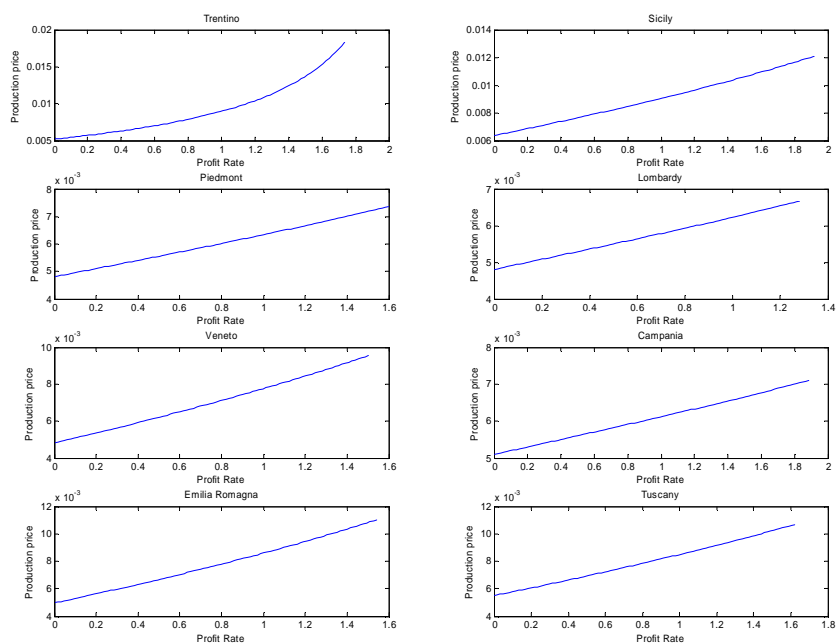 Trentino
0.02
0.015
0.01
0.005
Production price
0 0.2 0.4 0.6 0.8 1 1.2 1.4 1.6 1.8 2
Profit Rate
Sicily
0.014
0.012
0.01
0.008
0.006
Production price
0 0.2 0.4 0.6 0.8 1 1.2 1.4 1.6 1.8 2
Profit Rate
Piedmont
x 10⁻³
8
7
6
5
4
Production price
0 0.2 0.4 0.6 0.8 1 1.2 1.4 1.6
Profit Rate
Lombardy
x 10⁻³
7
6
5
4
Production price
0 0.2 0.4 0.6 0.8 1 1.2 1.4
Profit Rate
Veneto
x 10⁻³
10
8
6
4
Production price
0 0.2 0.4 0.6 0.8 1 1.2 1.4 1.6
Profit Rate
Campania
x 10⁻³
8
7
6
5
Production price
0 0.2 0.4 0.6 0.8 1 1.2 1.4 1.6 1.8 2
Profit Rate
Emilia Romagna
x 10⁻³
12
10
8
6
4
Production price
0 0.2 0.4 0.6 0.8 1 1.2 1.4 1.6
Profit Rate
Tuscany
x 10⁻³
12
10
8
6
4
Production price
0 0.2 0.4 0.6 0.8 1 1.2 1.4 1.6 1.8
Profit Rate